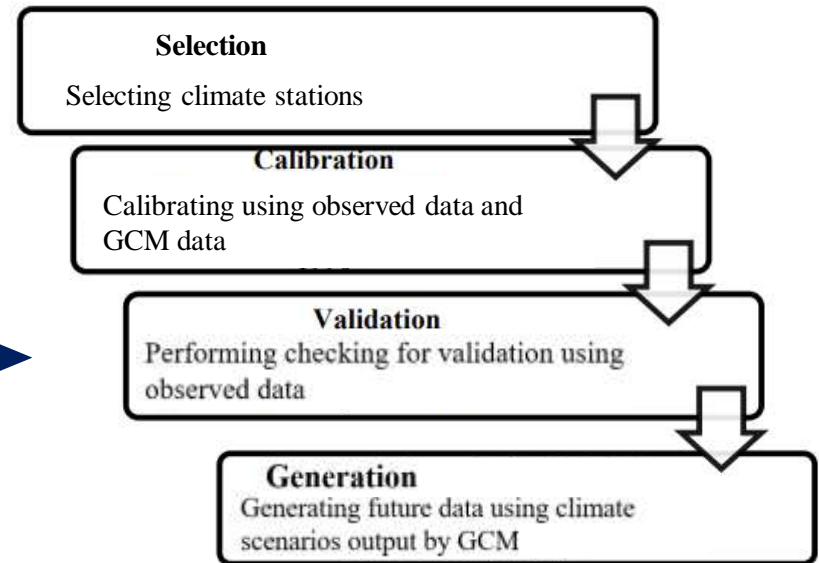 Selection
Selecting climate stations
Calibration
Calibrating using observed data and
GCM data
Validation
Performing checking for validation using
observed data
Generation
Generating future data using climate
scenarios output by GCM